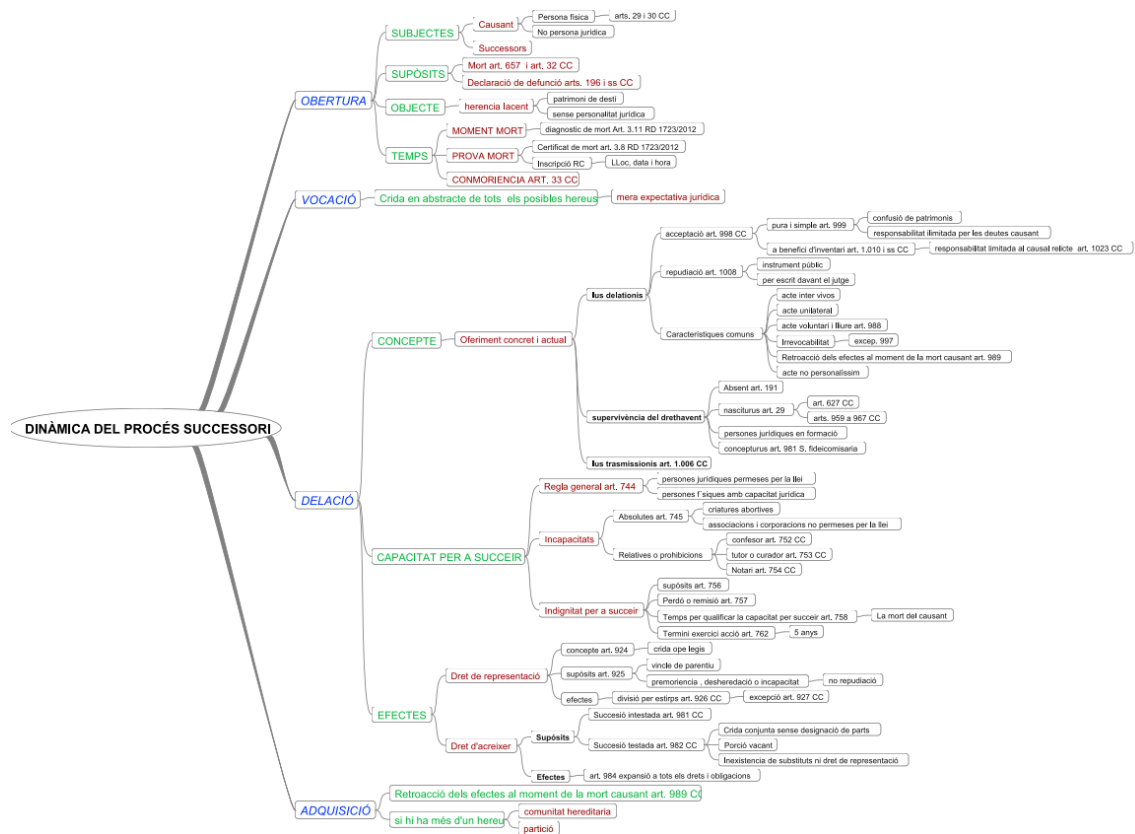 DINÀMICA DEL PROCÉS SUCCESSORI
OBERTURA
SUBJECTES
Causant
Persona física
arts, 29 i 30 CC
No persona jurídica
Successors
SUPÒSITS
Mort art. 657 i art. 32 CC
Declaració de defunció arts. 196 i ss CC
OBJECTE
herencia Iacent
patrimoni de destí
sense personalitat jurídica
TEMPS
MOMENT MORT
diagnostic de mort Art. 3.11 RD 1723/2012
PROVA MORT
Certificat de mort art. 3.8 RD 1723/2012
Inscripció RC
LLoc, data i hora
CONMORIENCIA ART, 33 CC
VOCACIÓ
Crida en abstracte de tots els posibles hereus
mera expectativa jurídica
DELACIÓ
CONCEPTE
Oferiment concret i actual
Ius delationis
acceptació art. 998 CC
pura i simple art. 999
confusió de patrimonis
responsabilitat ilimitada per les deutes causant
a benefici d'inventari art. 1.010 i ss CC
responsabilitat limitada al causal relicte art. 1023 CC
repudiació art. 1008
instrument públic
per escrit davant el jutge
Característiques comuns
acte inter vivos
acte unilateral
acte voluntari i lliure art. 988
Irrevocabilitat
excep. 997
Retroacció dels efectes al moment de la mort causant art. 989
acte no personalissim
supervivència del drethavent
Absent art. 191
nasciturus art. 29
art. 627 CC
arts. 959 a 967 CC
persones jurídiques en formació
concepturus art. 981 S. fideicomisaria
Ius trasmissionis art. 1.006 CC
CAPACITAT PER A SUCCEIR
Regla general art. 744
persones jurídiques permeses per la llei
persones f´siques amb capacitat jurídica
Incapacitats
Absolutes art. 745
criatures abortives
associacions i corporacions no permeses per la llei
Relatives o prohibicions
confesor art. 752 CC
tutor o curador art. 753 CC
Notari art. 754 CC
Indignitat per a succeir
supòsits art. 756
Perdó o remisió art. 757
Temps per qualificar la capacitat per succeir art. 758
La mort del causant
Termini exercici acció art. 762
5 anys
EFECTES
Dret de representació
concepte art. 924
crida ope legis
supòsits art. 925
vincle de parentiu
premoriencia , desheredació o incapacitat
no repudiació
efectes
divisió per estirps art. 926 CC
excepció art. 927 CC
Dret d'acreixer
Supòsits
Succesió intestada art. 981 CC
Succesió testada art. 982 CC
Crida conjunta sense designació de parts
Porció vacant
Inexistencia de substituts ni dret de representació
Efectes
art. 984 expansió a tots els drets i obligacions
ADQUISICIÓ
Retroacció dels efectes al moment de la mort causant art. 989 CC
si hi ha més d'un hereu
comunitat hereditaria
partició